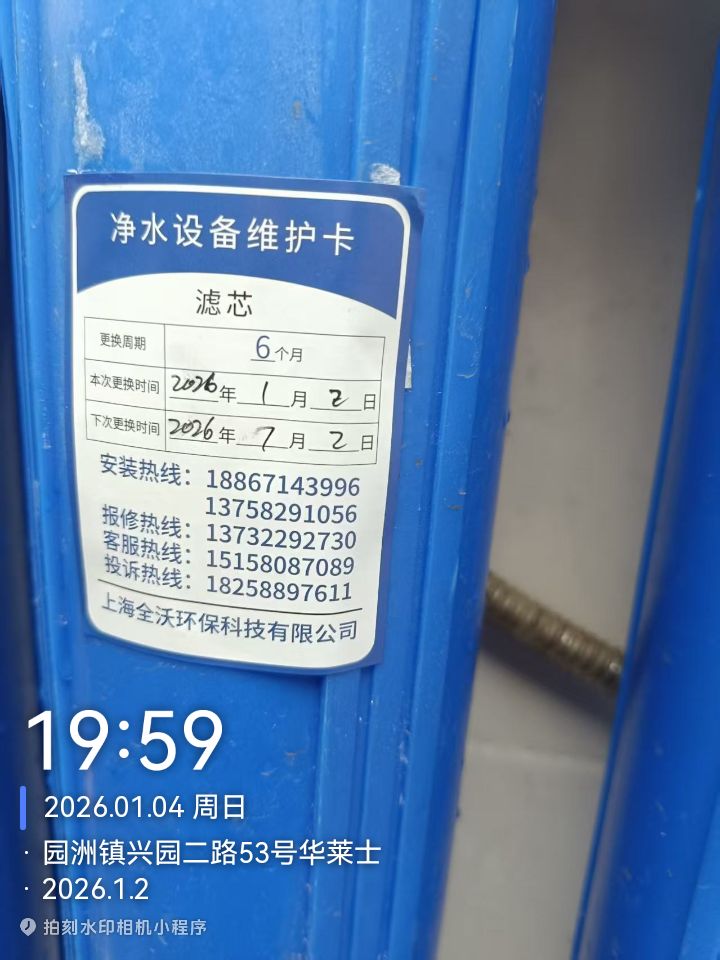 净水设备维护卡
滤芯
更换周期 6个月
本次更换时间 2026年1月2日
下次更换时间 2026年7月2日
安装热线：18867143996
13758291056
报修热线：13732292730
客服热线：15158087089
投诉热线：18258897611
上海全沃环保科技有限公司
19:59
2026.01.04 周日
· 园洲镇兴园二路53号华莱士
· 2026.1.2
拍刻水印相机小程序